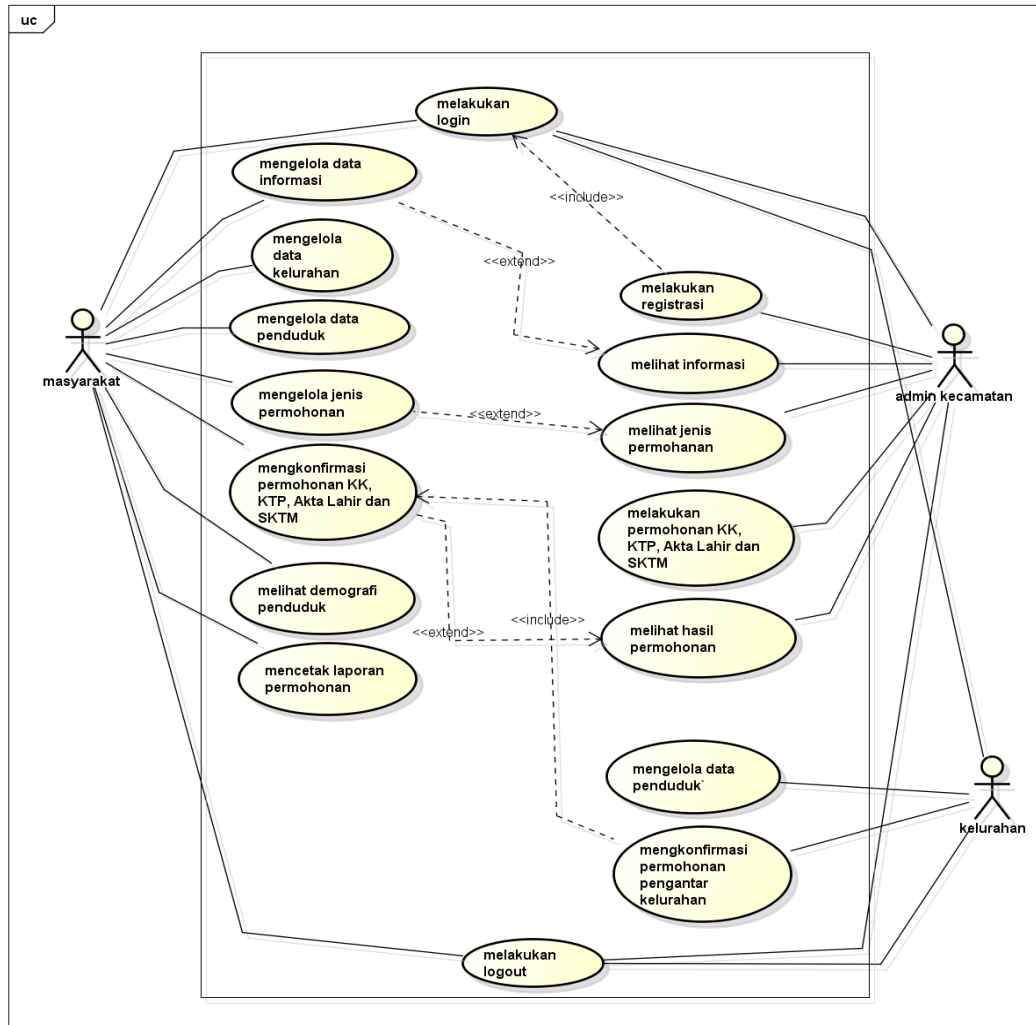 uc
melakukan
login
mengelola data
informasi
<<include>>
mengelola
data
kelurahan
<<extend>>
melakukan
registrasi
mengelola data
penduduk
masyarakat
melihat informasi
admin kecamatan
mengelola jenis
permohonan
<<extend>>
melihat jenis
permohanan
mengkonfirmasi
permohonan KK,
KTP, Akta Lahir dan
SKTM
melakukan
permohonan KK,
KTP, Akta Lahir dan
SKTM
melihat demografi
penduduk
<<extend>>
<<include>>
melihat hasil
permohonan
mencetak laporan
permohonan
mengelola data
penduduk`
kelurahan
mengkonfirmasi
permohonan
pengantar
kelurahan
melakukan
logout